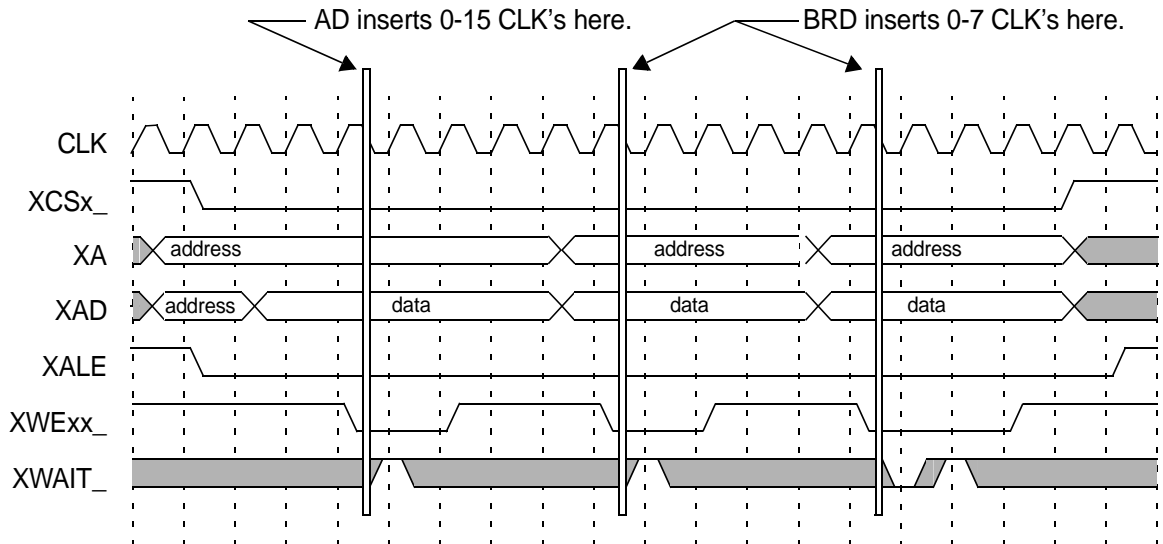 AD inserts 0-15 CLK's here.
BRD inserts 0-7 CLK's here.
CLK
XCSx_
XA
address
address
address
XAD
address
data
data
data
XALE
XWExx_
XWAIT_